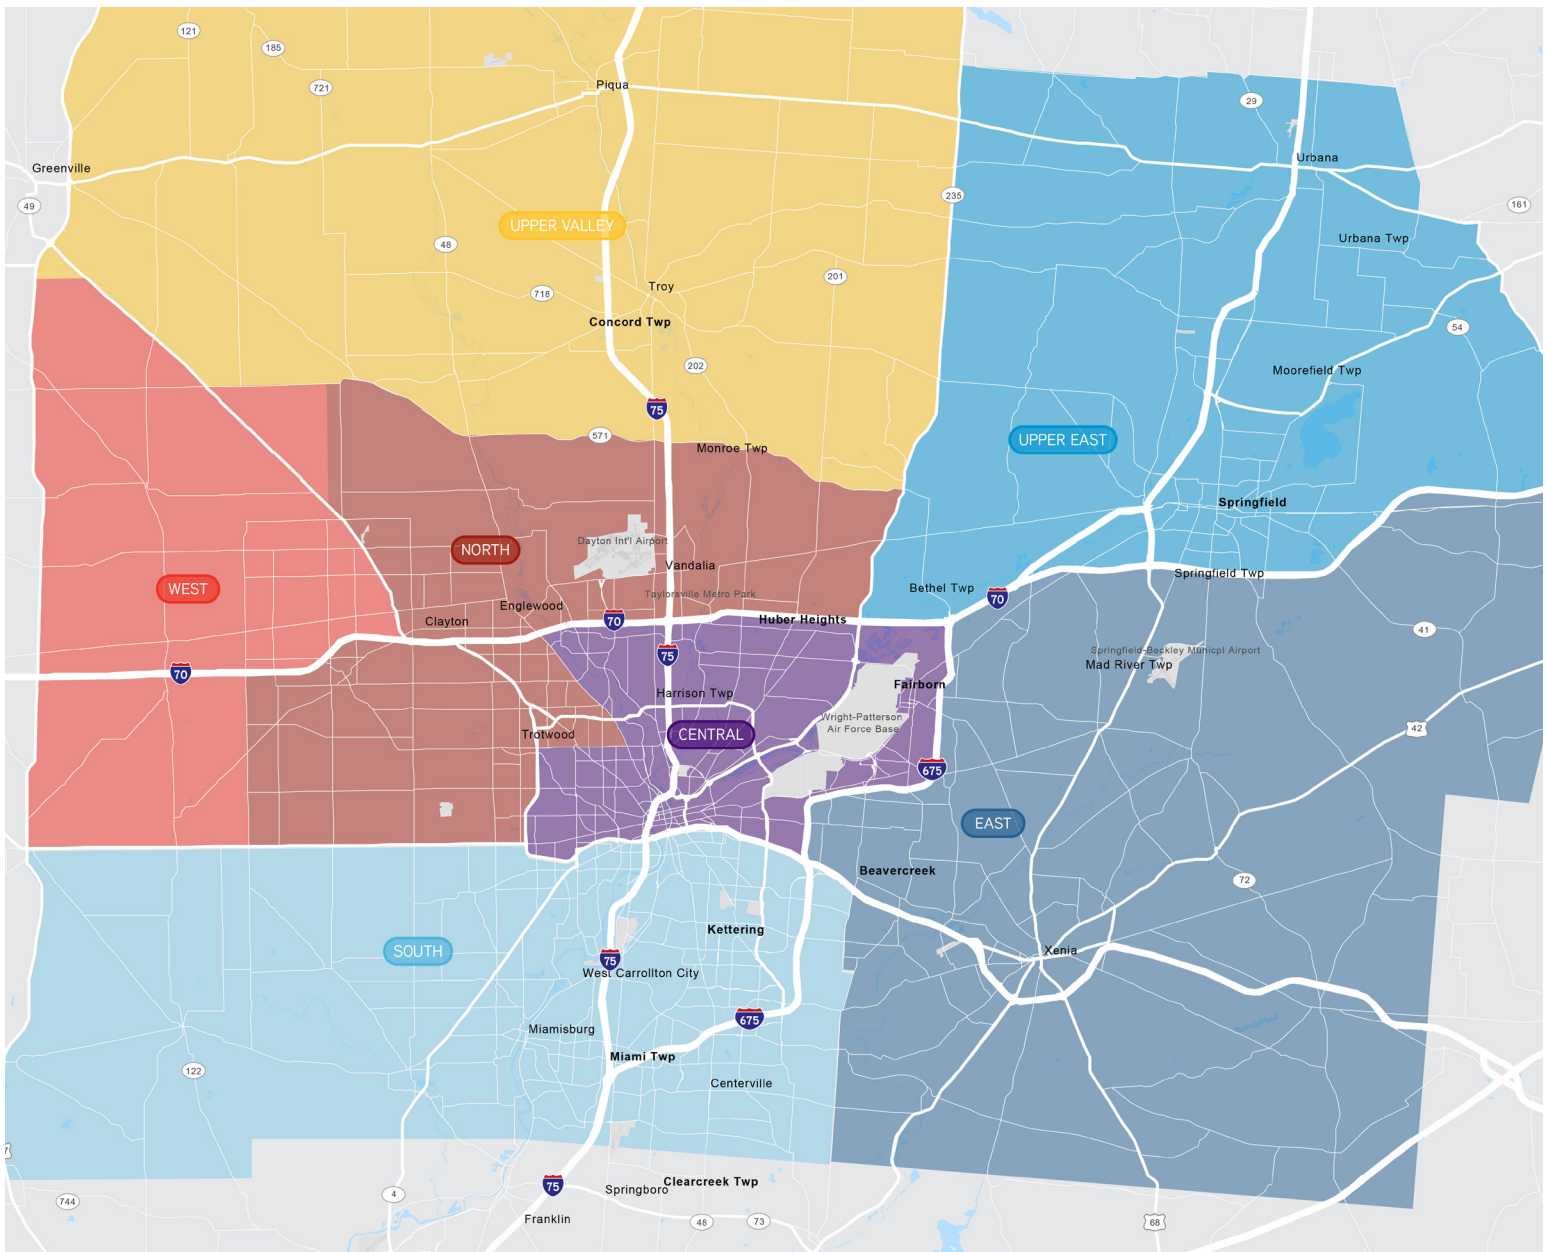 121
185
29
Piqua
721
Urbana
Greenville
235
49
161
UPPER VALLEY
Urbana Twp
48
201
Troy
718
Concord Twp
54
202
Moorefield Twp
75
571
UPPER EAST
Monroe Twp
Springfield
Dayton Int'l Airport
NORTH
Vandalia
Springfield Twp
WEST
Bethel Twp
Taylorsville Metro Park
70
Englewood
Clayton
70
Huber Heights
41
Springfield-Beckley Municpl Airport
75
Mad River Twp
70
Fairborn
Harrison Twp
Wright-Patterson
Air Force Base
42
Trotwood
CENTRAL
675
EAST
Beavercreek
72
Kettering
SOUTH
Xenia
75
West Carrollton City
675
Miamisburg
Miami Twp
122
Centerville
7
Clearcreek Twp
75
Springboro
4
744
Franklin
48
73
68